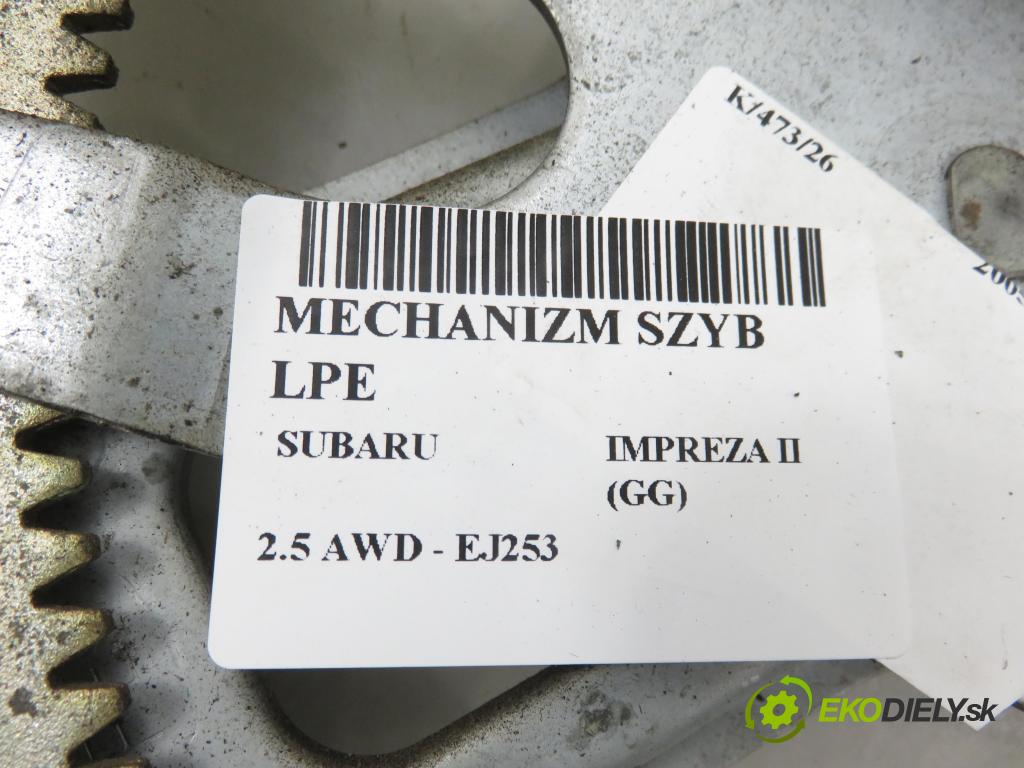 K/473/26
MECHANIZM SZYB
LPE
SUBARU IMPREZA II
(GG)
2.5 AWD - EJ253
EKODIELY.sk